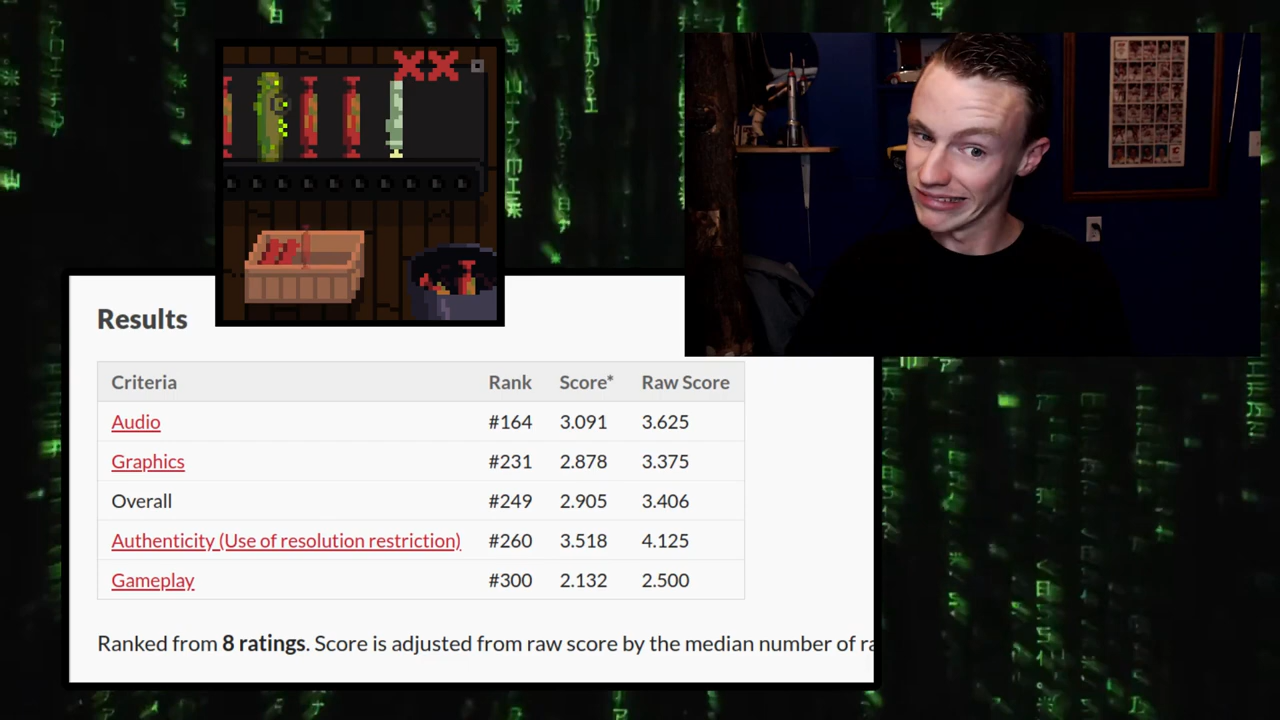 Results
Criteria Rank Score* Raw Score
Audio #164 3.091 3.625
Graphics #231 2.878 3.375
Overall #249 2.905 3.406
Authenticity (Use of resolution restriction) #260 3.518 4.125
Gameplay #300 2.132 2.500
Ranked from 8 ratings. Score is adjusted from raw score by the median number of ra